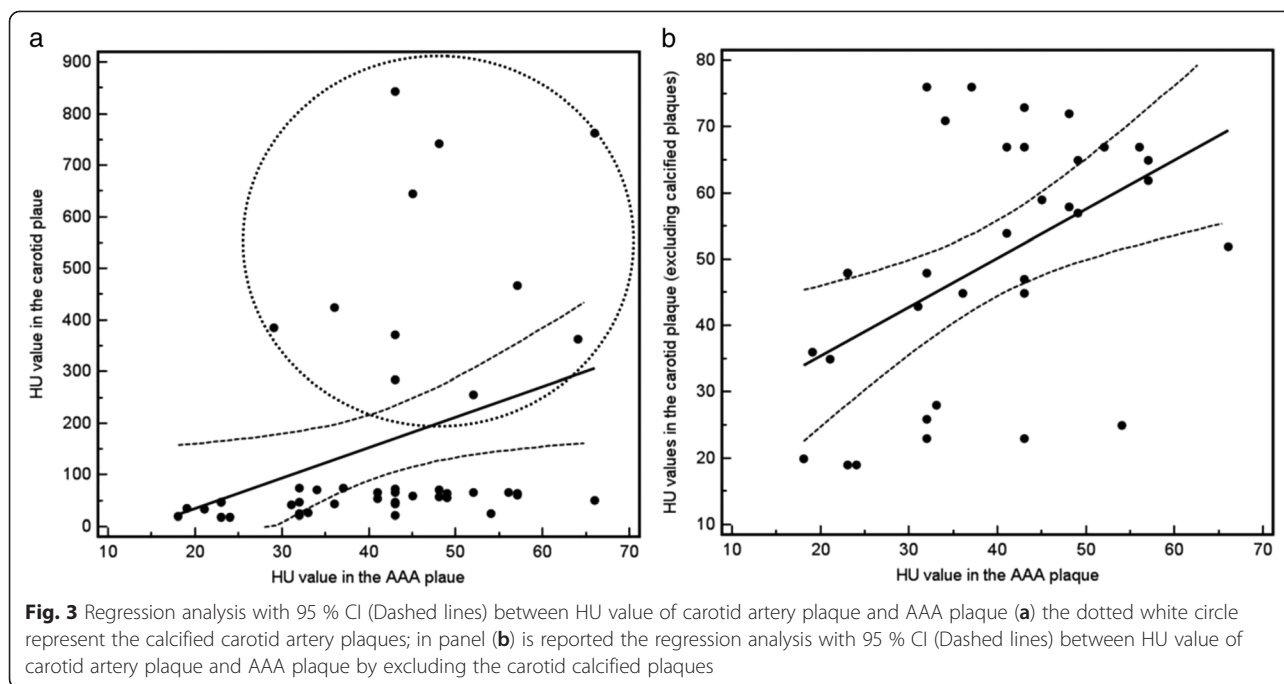 a
HU value in the carotid plaue
900
800
700
600
500
400
300
200
100
0
10 20 30 40 50 60 70
HU value in the AAA plaue
b
HU values in the carotid plaque (excluding calcified plaques)
80
70
60
50
40
30
20
10
10 20 30 40 50 60 70
HU value in the AAA plaque
Fig. 3 Regression analysis with 95 % CI (Dashed lines) between HU value of carotid artery plaque and AAA plaque (a) the dotted white circle
represent the calcified carotid artery plaques; in panel (b) is reported the regression analysis with 95 % CI (Dashed lines) between HU value of
carotid artery plaque and AAA plaque by excluding the carotid calcified plaques